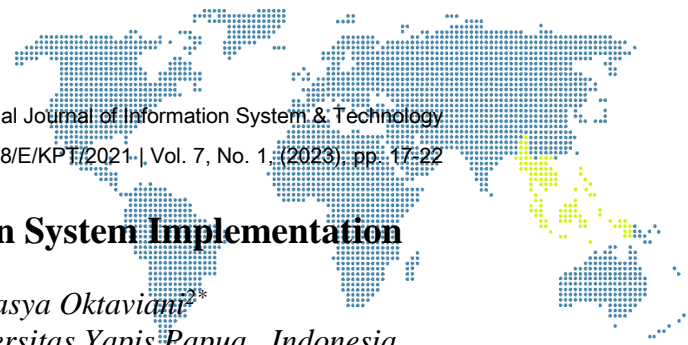 al Journal of Information System & Technology
8/E/KPT/2021 | Vol. 7, No. 1, (2023), pp. 17-22
n System Implementation
asya Oktaviani2*
ersitas Yapis Papua, Indonesia